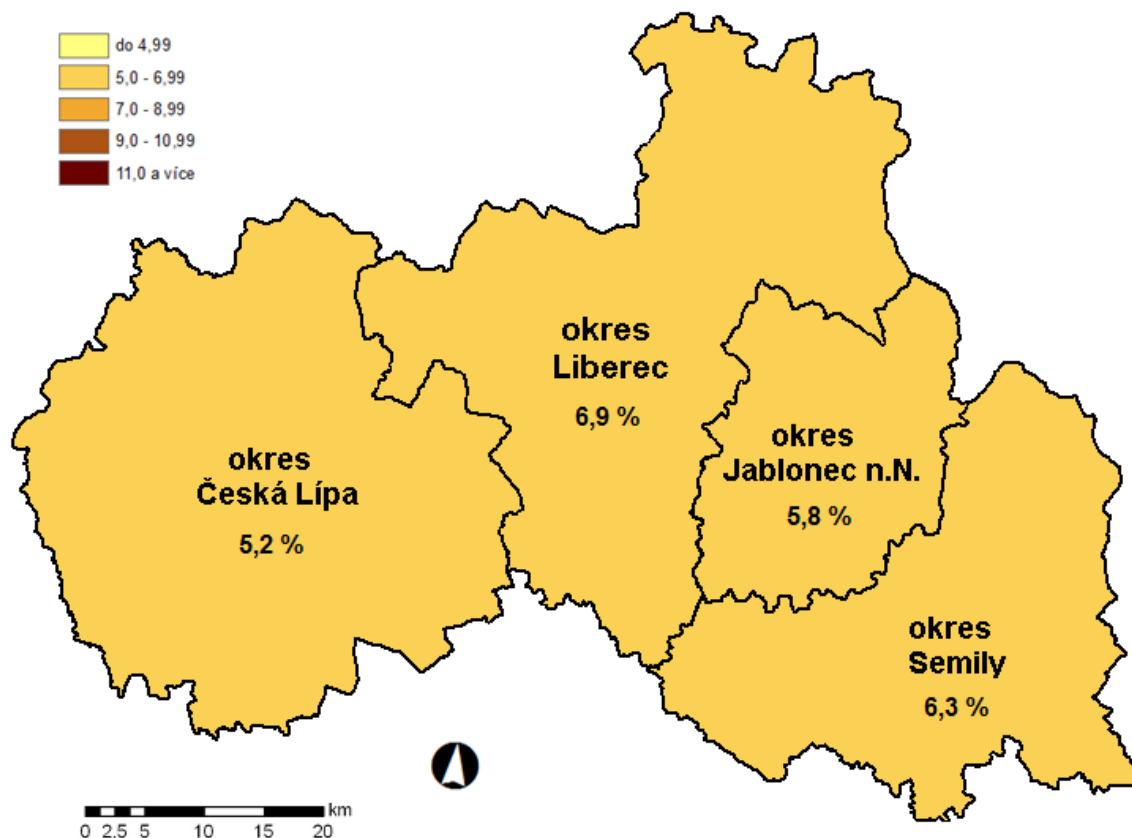 do 4,99
5,0 - 6,99
7,0 - 8,99
9,0 - 10,99
11,0 a více
okres
Liberec
6,9 %
okres
Jablonec n.N.
5,8 %
okres
Česká Lípa
5,2 %
okres
Semily
6,3 %
km
0 2.5 5 10 15 20